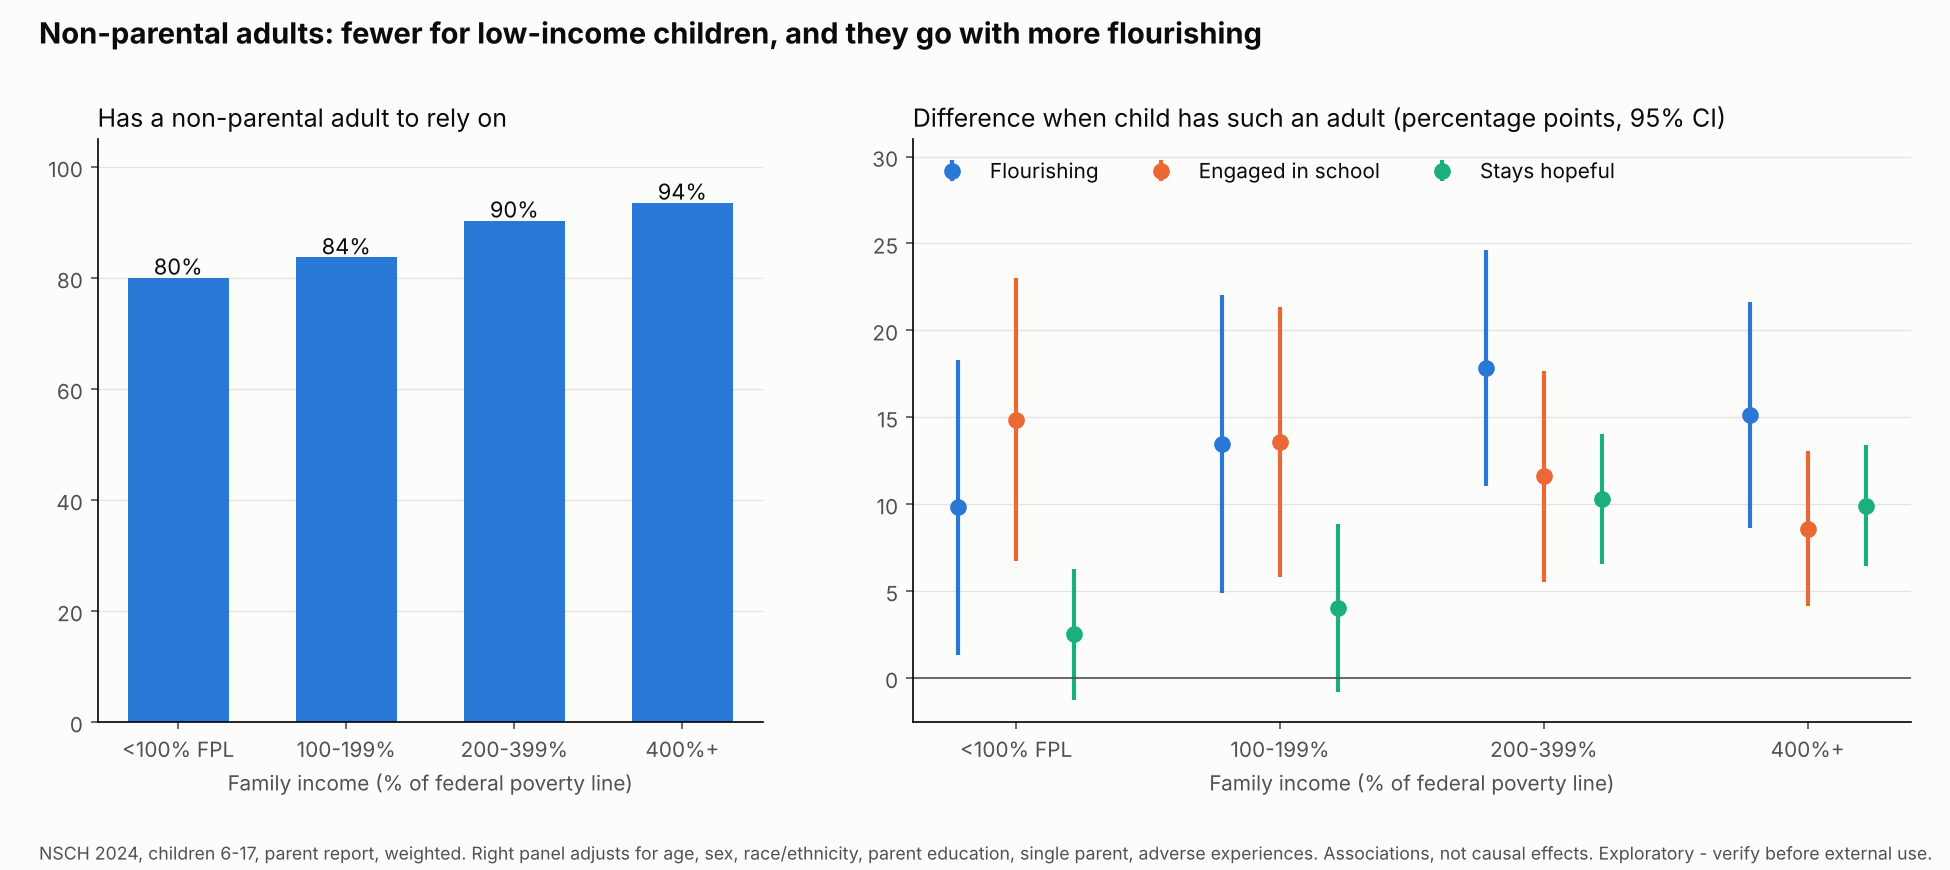 Non-parental adults: fewer for low-income children, and they go with more flourishing
Has a non-parental adult to rely on
100
80
60
40
20
0
80%
84%
90%
94%
<100% FPL
100-199%
200-399%
400%+
Family income (% of federal poverty line)
Difference when child has such an adult (percentage points, 95% CI)
Flourishing
Engaged in school
Stays hopeful
30
25
20
15
10
5
0
<100% FPL
100-199%
200-399%
400%+
Family income (% of federal poverty line)
NSCH 2024, children 6-17, parent report, weighted. Right panel adjusts for age, sex, race/ethnicity, parent education, single parent, adverse experiences. Associations, not causal effects. Exploratory - verify before external use.